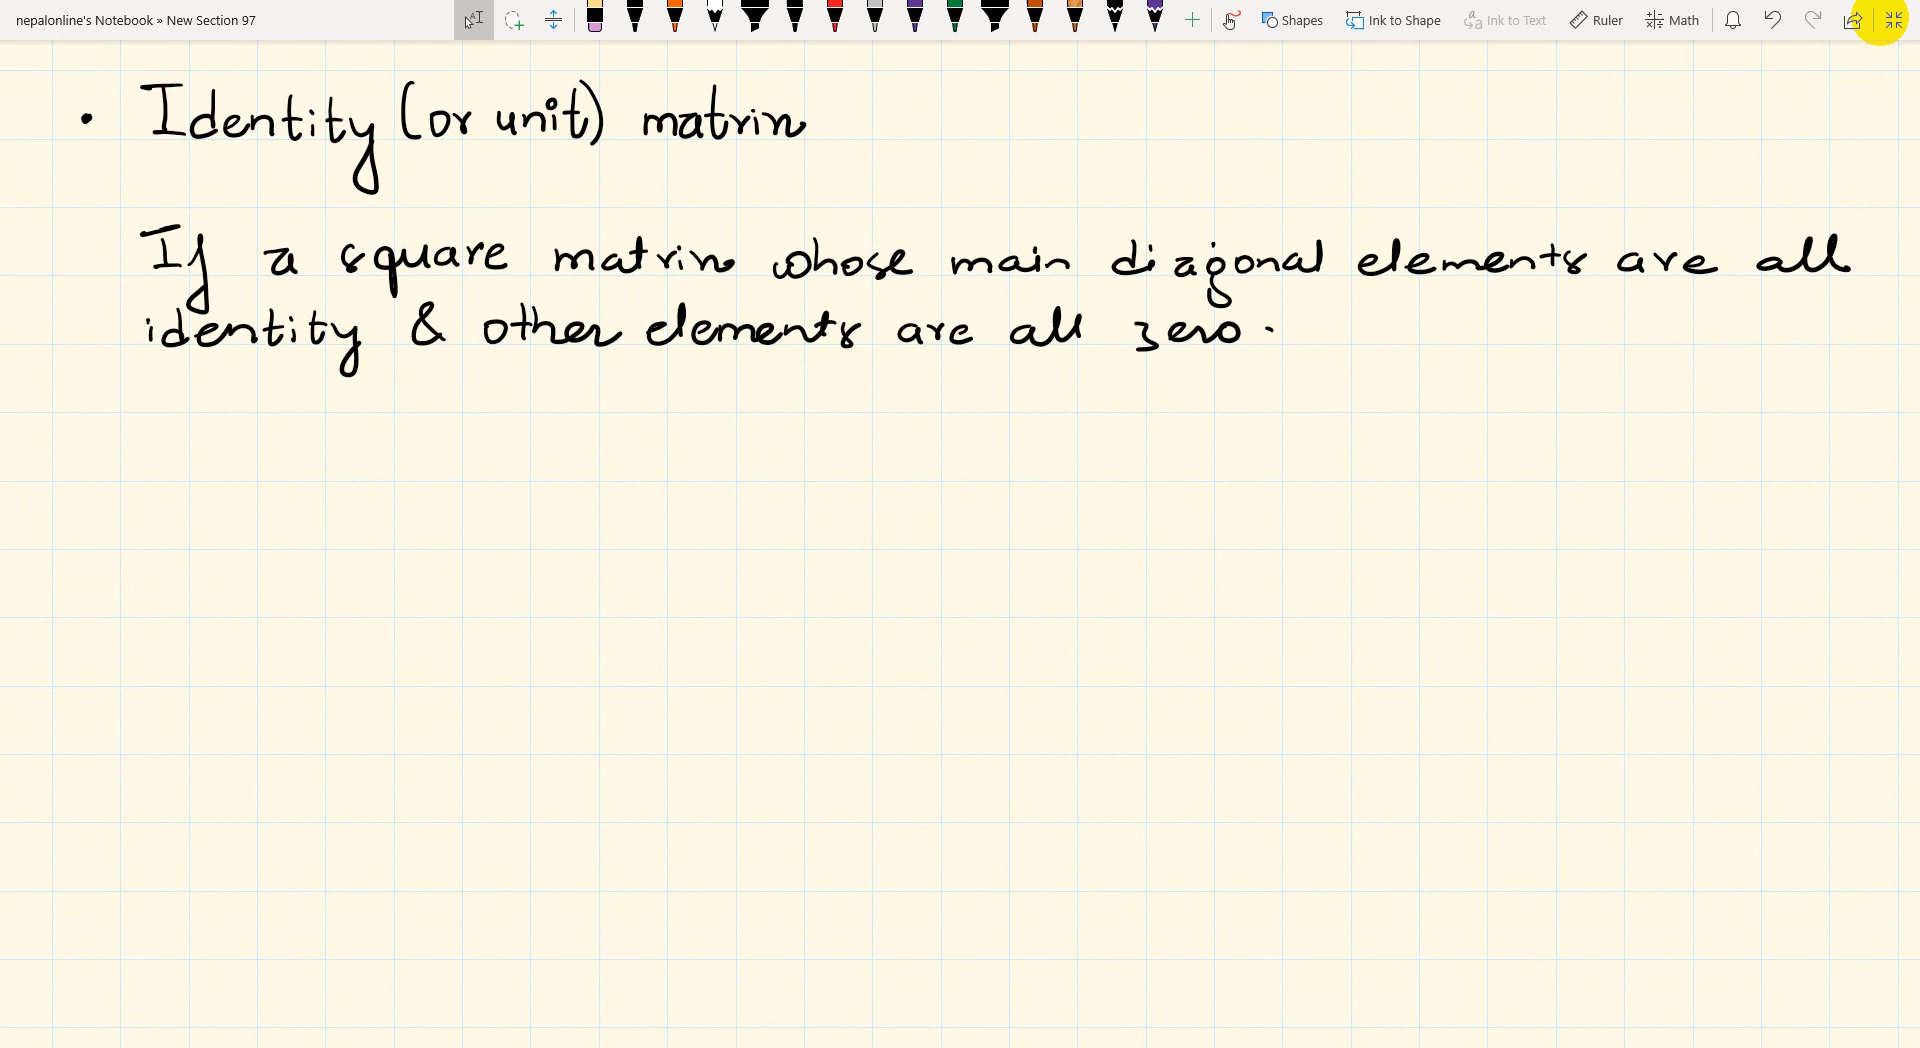 nepalonline's Notebook » New Section 97
Shapes Ink to Shape Ink to Text Ruler Math
• Identity (or unit) matrix
If a square matrix whose main diagonal elements are all
identity & other elements are all zero.